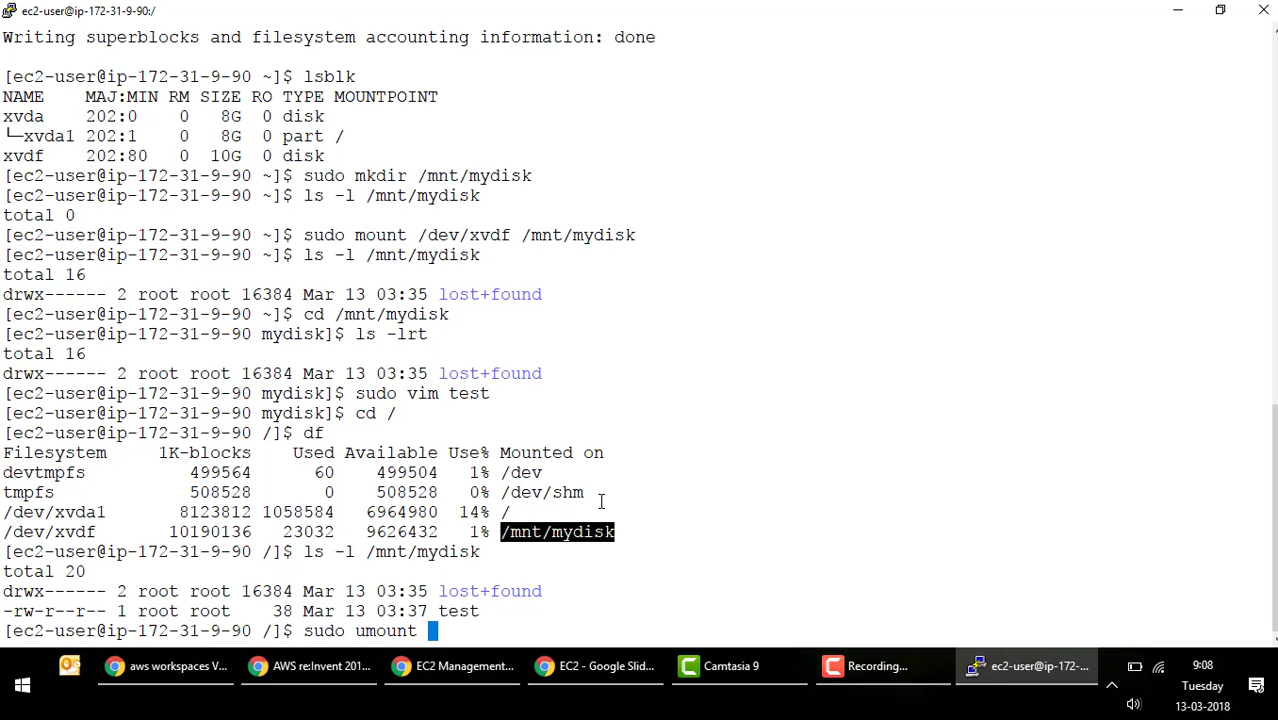 ec2-user@ip-172-31-9-90:/
Writing superblocks and filesystem accounting information: done
[ec2-user@ip-172-31-9-90 ~]$ lsblk
NAME    MAJ:MIN RM SIZE RO TYPE MOUNTPOINT
xvda    202:0    0   8G  0 disk
└─xvda1 202:1    0   8G  0 part /
xvdf    202:80   0  10G  0 disk
[ec2-user@ip-172-31-9-90 ~]$ sudo mkdir /mnt/mydisk
[ec2-user@ip-172-31-9-90 ~]$ ls -l /mnt/mydisk
total 0
[ec2-user@ip-172-31-9-90 ~]$ sudo mount /dev/xvdf /mnt/mydisk
[ec2-user@ip-172-31-9-90 ~]$ ls -l /mnt/mydisk
total 16
drwx------ 2 root root 16384 Mar 13 03:35 lost+found
[ec2-user@ip-172-31-9-90 ~]$ cd /mnt/mydisk
[ec2-user@ip-172-31-9-90 mydisk]$ ls -lrt
total 16
drwx------ 2 root root 16384 Mar 13 03:35 lost+found
[ec2-user@ip-172-31-9-90 mydisk]$ sudo vim test
[ec2-user@ip-172-31-9-90 mydisk]$ cd /
[ec2-user@ip-172-31-9-90 /]$ df
Filesystem     1K-blocks    Used Available Use% Mounted on
devtmpfs          499564      60    499504   1% /dev
tmpfs             508528       0    508528   0% /dev/shm
/dev/xvda1       8123812 1058584   6964980  14% /
/dev/xvdf       10190136   23032   9626432   1% /mnt/mydisk
[ec2-user@ip-172-31-9-90 /]$ ls -l /mnt/mydisk
total 20
drwx------ 2 root root 16384 Mar 13 03:35 lost+found
-rw-r--r-- 1 root root    38 Mar 13 03:37 test
[ec2-user@ip-172-31-9-90 /]$ sudo umount
aws workspaces V... AWS re:Invent 201... EC2 Management... EC2 - Google Slid... Camtasia 9 Recording... ec2-user@ip-172-...
9:08
Tuesday
13-03-2018